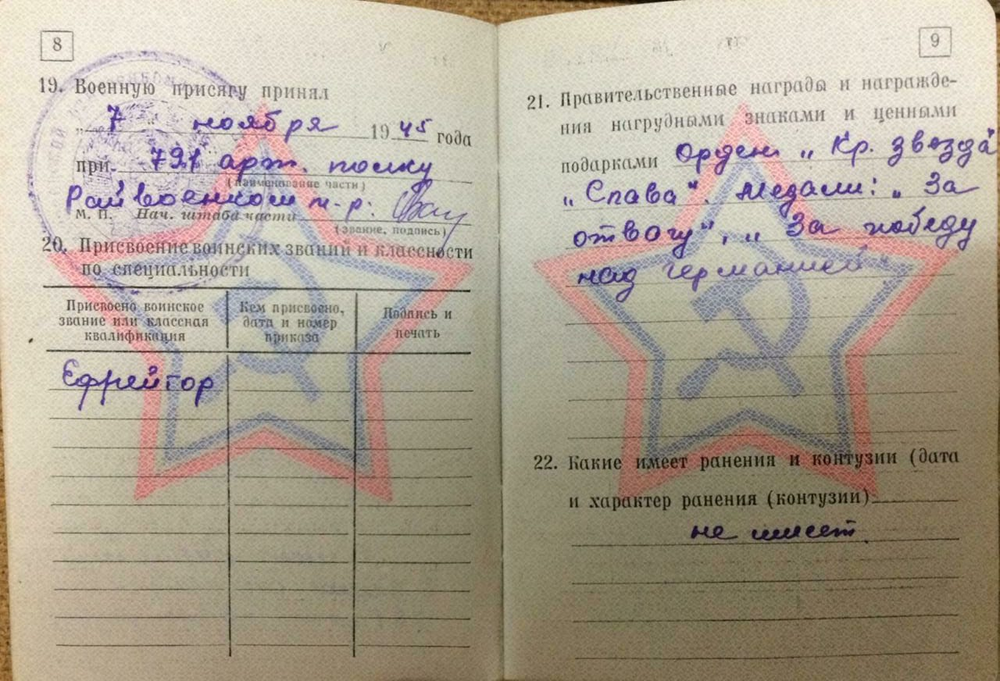 8
19. Военную присягу принял
„ 7 " ноября 1945 года
при 721 арт. полку
(наименование части)
Райвоенком м-р:
М. П. Нач. штаба части
(звание, подпись)
20. Присвоение воинских званий и классности
по специальности
Присвоено воинское
звание или классная
квалификация
Кем присвоено,
дата и номер
приказа
Подпись и
печать
Ефрейтор
9
21. Правительственные награды и награжде-
ния нагрудными знаками и ценными
подарками Орден „Кр. Звезда"
„Слава". Медали: „За
отвагу", „За победу
над Германией"
22. Какие имеет ранения и контузии (дата
и характер ранения (контузии)
не имеет